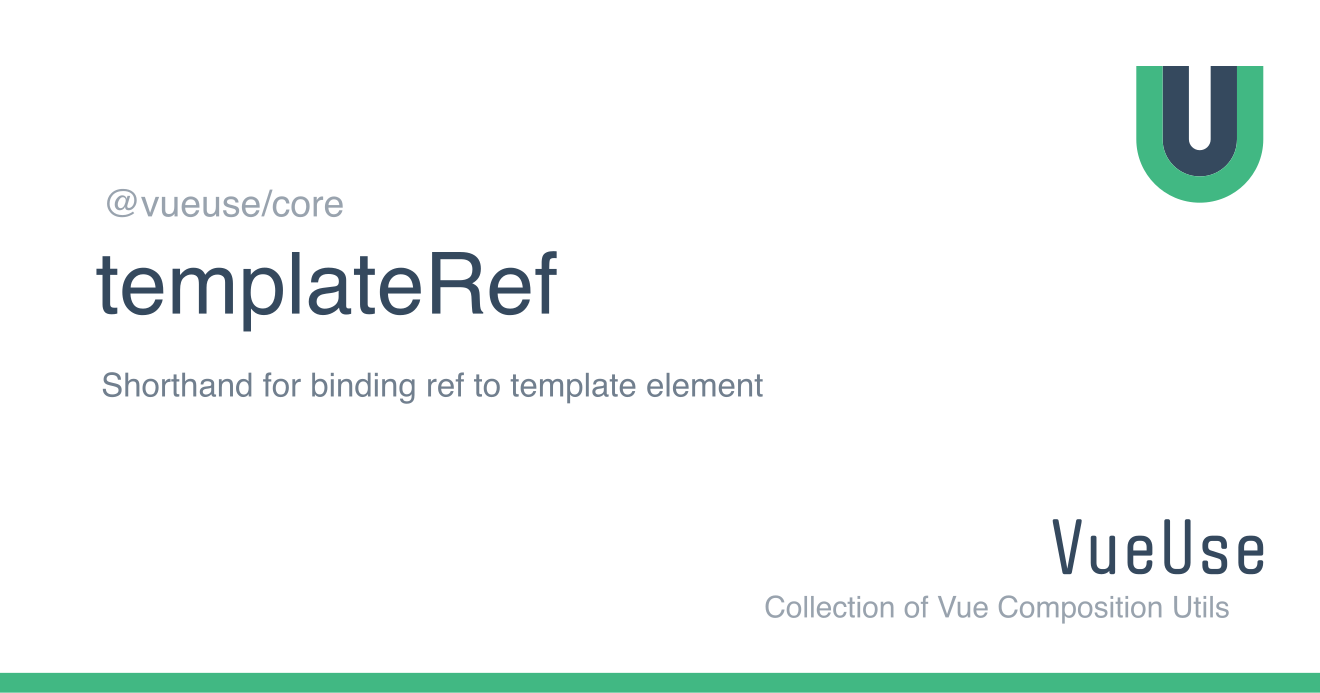 @vueuse/core
templateRef
Shorthand for binding ref to template element
VueUse
Collection of Vue Composition Utils